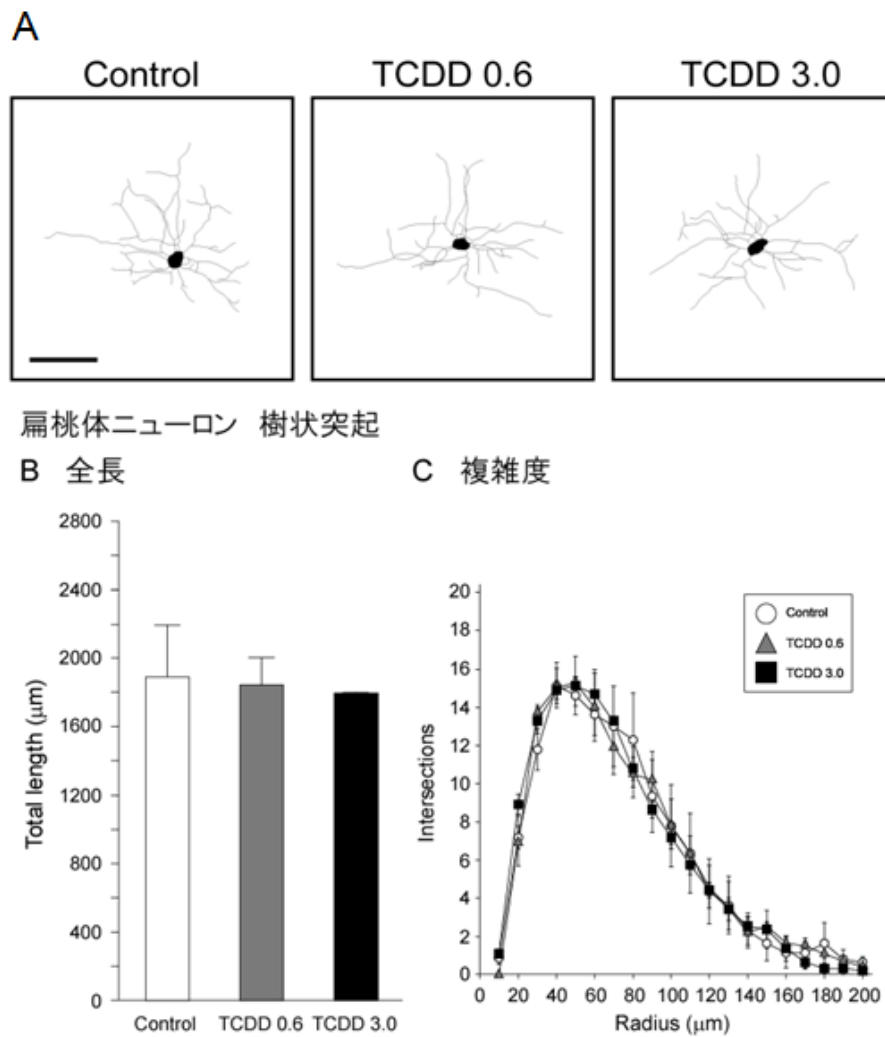 A
Control TCDD 0.6 TCDD 3.0
扁桃体ニューロン 樹状突起
B 全長
Total length (μm)
2800
2400
2000
1600
1200
800
400
0
Control TCDD 0.6 TCDD 3.0
C 複雑度
Intersections
20
18
16
14
12
10
8
6
4
2
0
Control
TCDD 0.6
TCDD 3.0
0 20 40 60 80 100 120 140 160 180 200
Radius (μm)